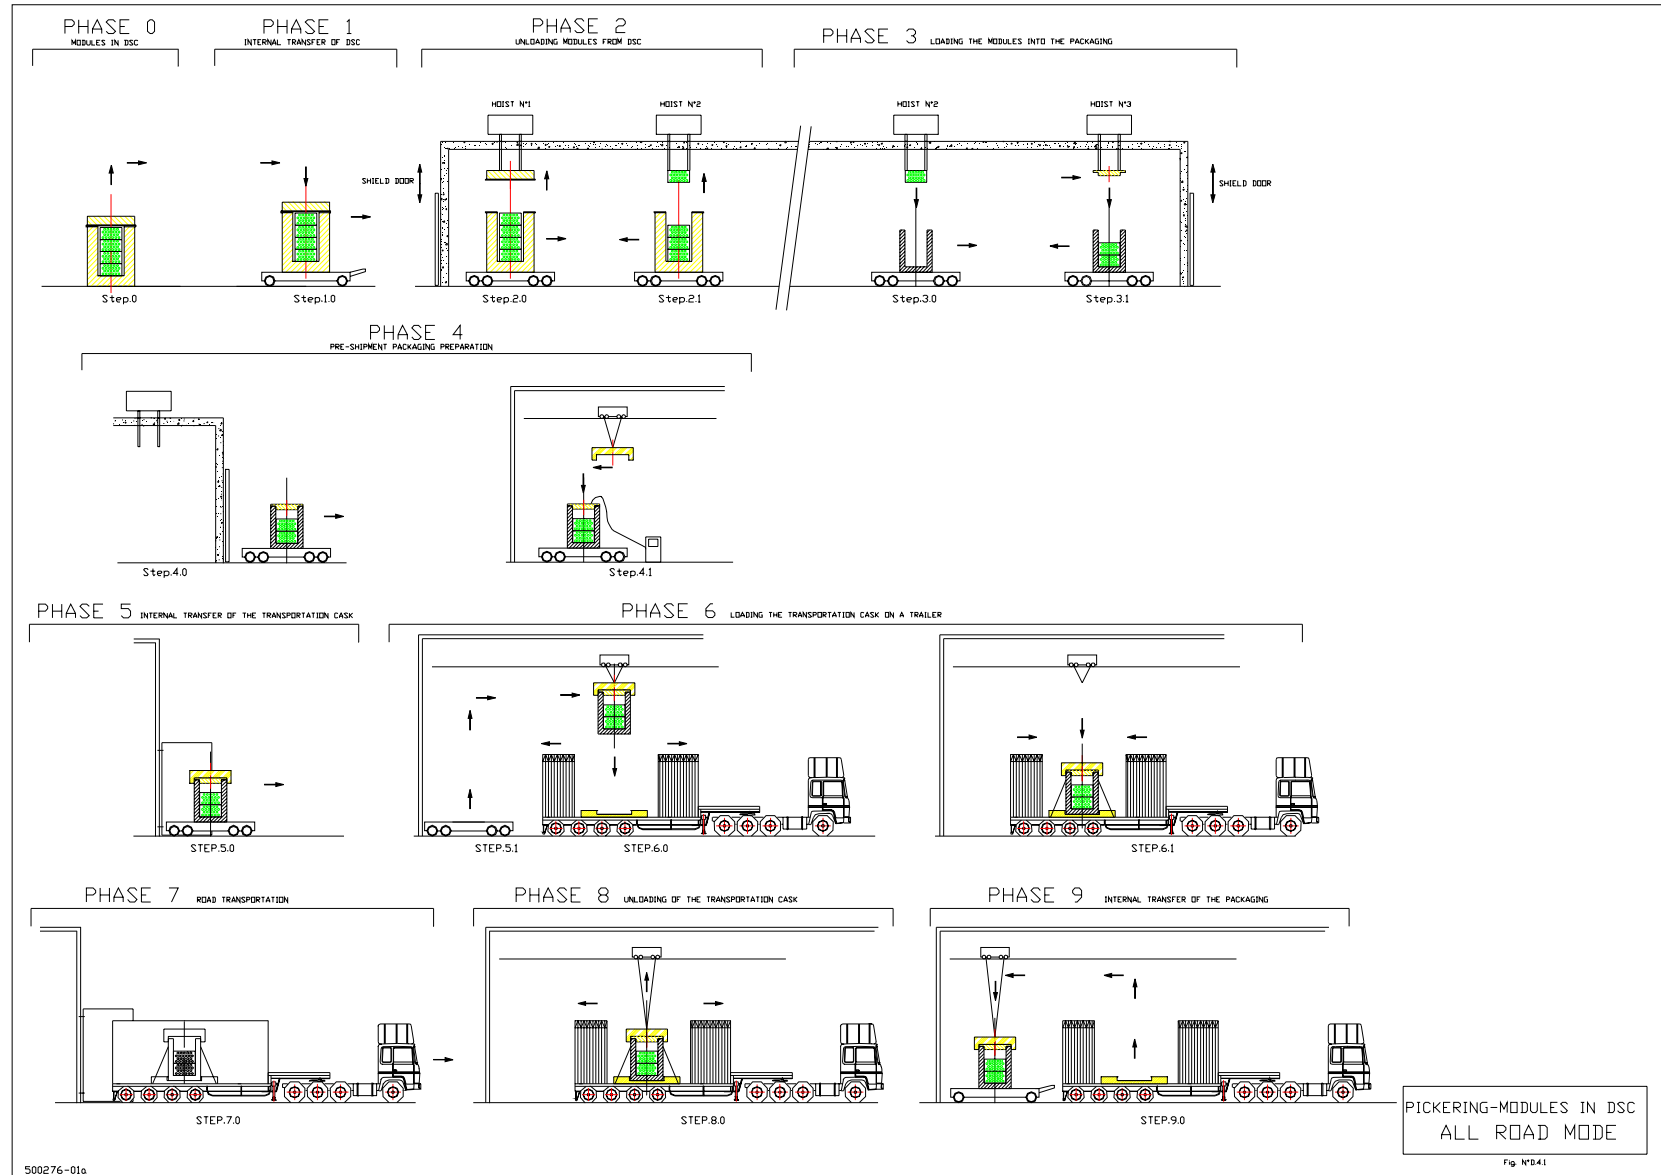 PHASE 0
MODULES IN DSC
PHASE 1
INTERNAL TRANSFER OF DSC
PHASE 2
UNLOADING MODULES FROM DSC
PHASE 3 LOADING THE MODULES INTO THE PACKAGING
HOIST N°1
HOIST N°2
HOIST N°2
HOIST N°3
SHIELD DOOR
SHIELD DOOR
Step.0
Step.1.0
Step.2.0
Step.2.1
Step.3.0
Step.3.1
PHASE 4
PRE-SHIPMENT PACKAGING PREPARATION
Step.4.0
Step.4.1
PHASE 5 INTERNAL TRANSFER OF THE TRANSPORTATION CASK
PHASE 6 LOADING THE TRANSPORTATION CASK ON A TRAILER
STEP.5.0
STEP.5.1
STEP.6.0
STEP.6.1
PHASE 7 ROAD TRANSPORTATION
PHASE 8 UNLOADING OF THE TRANSPORTATION CASK
PHASE 9 INTERNAL TRANSFER OF THE PACKAGING
STEP.7.0
STEP.8.0
STEP.9.0
PICKERING-MODULES IN DSC
ALL ROAD MODE
Fig. N°D.4.1
500276-01a